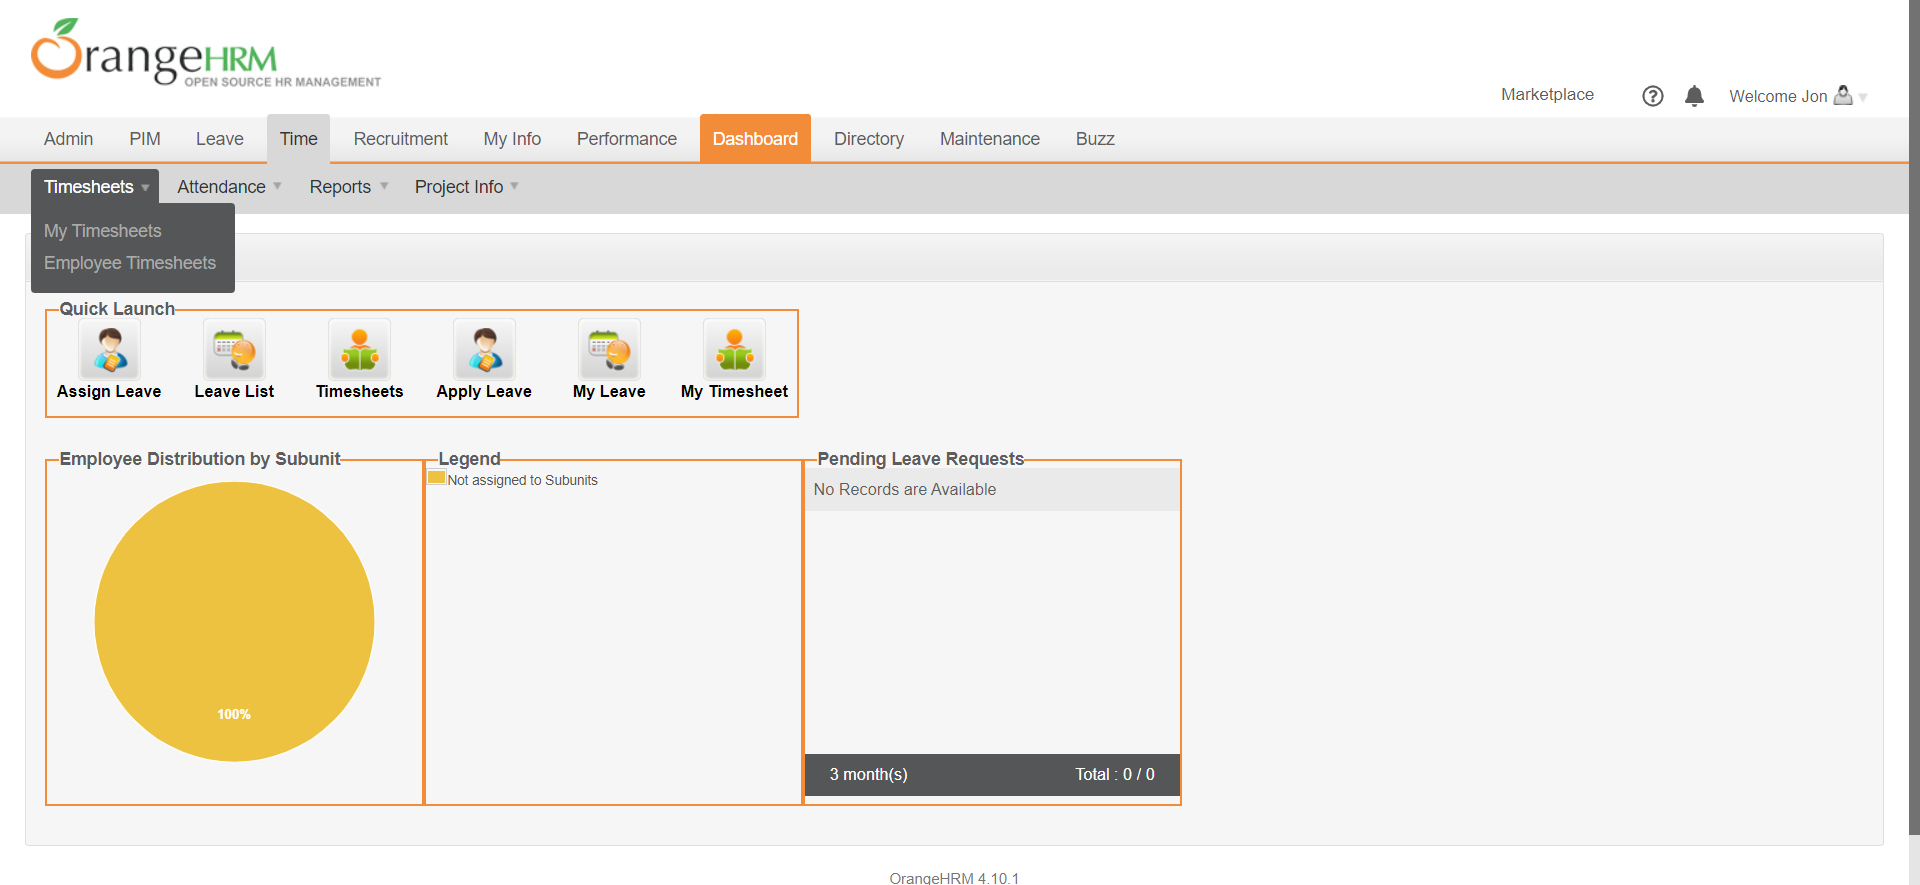 OrangeHRM
OPEN SOURCE HR MANAGEMENT
Marketplace
Welcome Jon
Admin PIM Leave Time Recruitment My Info Performance Dashboard Directory Maintenance Buzz
Timesheets Attendance Reports Project Info
My Timesheets
Employee Timesheets
Quick Launch
Assign Leave Leave List Timesheets Apply Leave My Leave My Timesheet
Employee Distribution by Subunit
100%
Legend
Not assigned to Subunits
Pending Leave Requests
No Records are Available
3 month(s) Total : 0 / 0
OrangeHRM 4.10.1